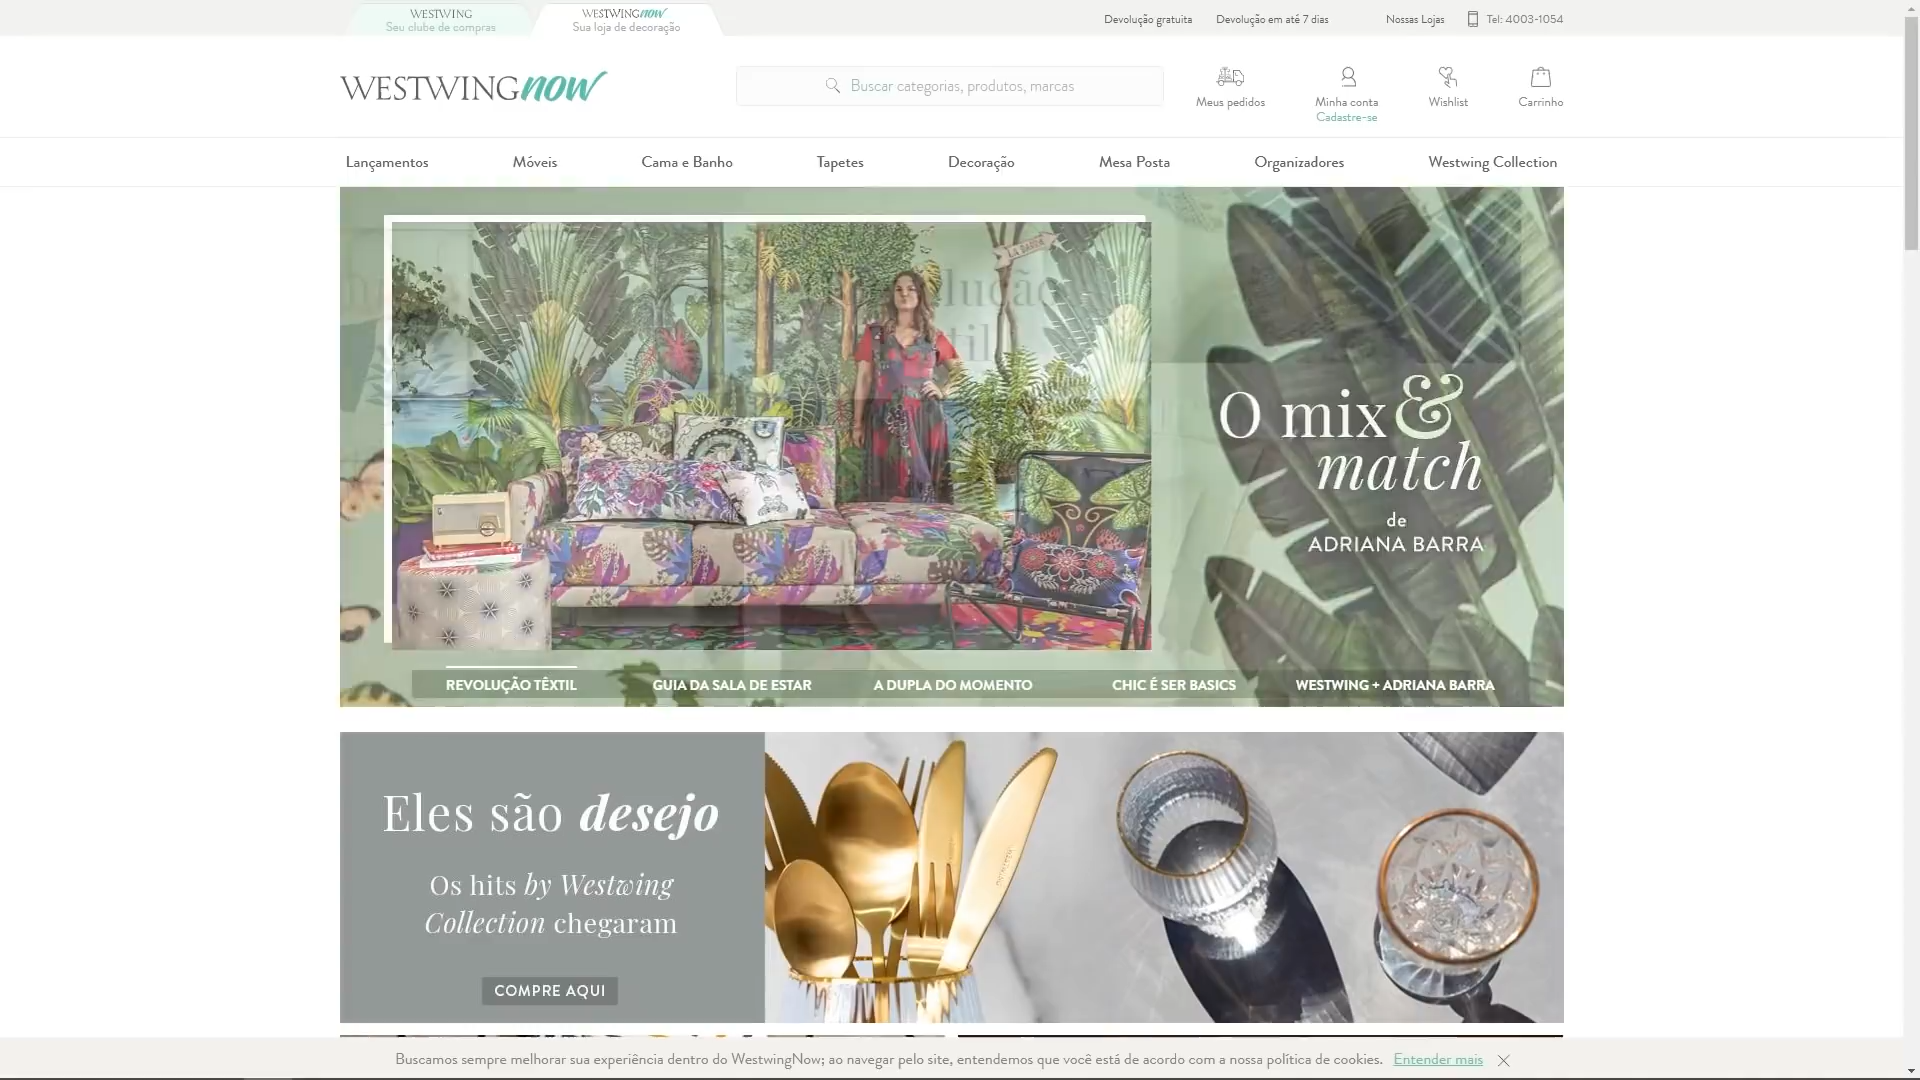 WESTWING
Seu clube de compras
WESTWINGNOW
Sua loja de decoração
Devolução gratuita
Devolução em até 7 dias
Nossas Lojas
Tel: 4003-1054
WESTWINGnow
Buscar categorias, produtos, marcas
Meus pedidos
Minha conta
Cadastre-se
Wishlist
Carrinho
Lançamentos
Móveis
Cama e Banho
Tapetes
Decoração
Mesa Posta
Organizadores
Westwing Collection
LA BARRA
O mix &
match
de
ADRIANA BARRA
REVOLUÇÃO TÊXTIL
GUIA DA SALA DE ESTAR
A DUPLA DO MOMENTO
CHIC É SER BASICS
WESTWING + ADRIANA BARRA
Eles são desejo
Os hits by Westwing
Collection chegaram
COMPRE AQUI
Buscamos sempre melhorar sua experiência dentro do WestwingNow; ao navegar pelo site, entendemos que você está de acordo com a nossa política de cookies. Entender mais